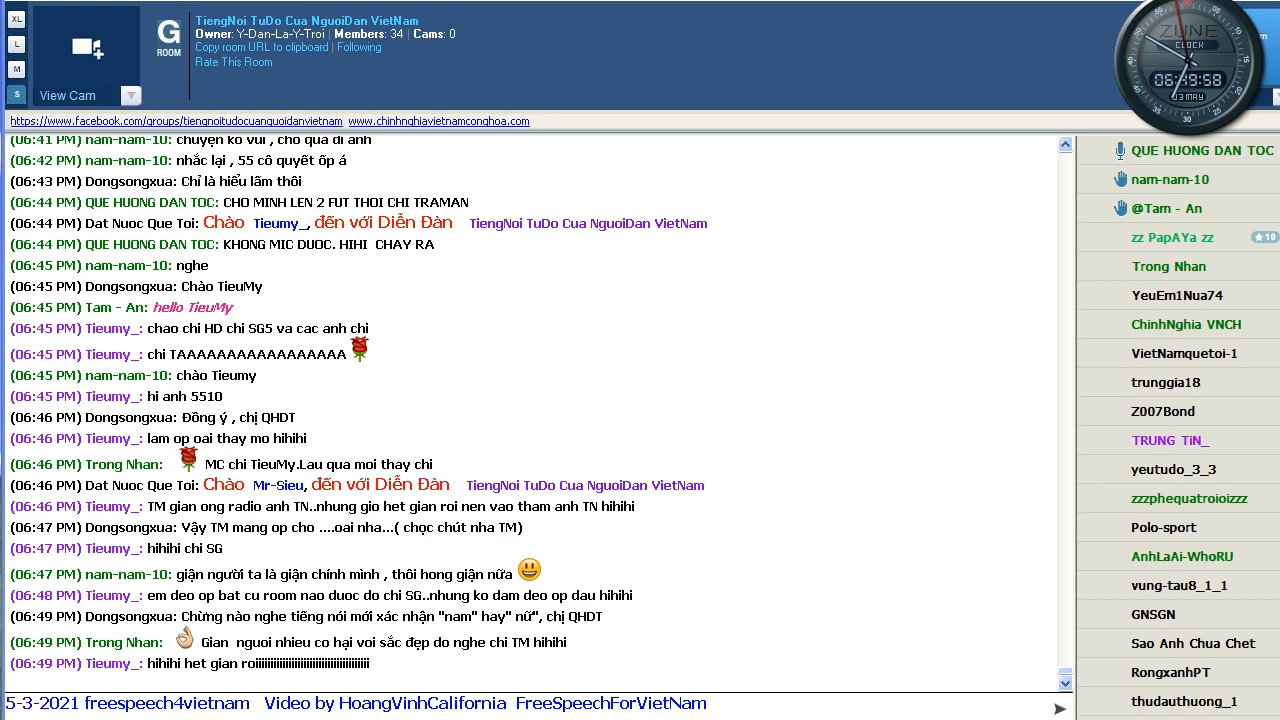 XL
L
M
S
View Cam
G
ROOM
TiengNoi TuDo Cua NguoiDan VietNam
Owner: Y-Dan-La-Y-Troi | Members: 34 | Cams: 0
Copy room URL to clipboard | Following
Rate This Room
ZUNE
CLOCK
06:49:58
03 MAY
https://www.facebook.com/groups/tiengnoitudocuanguoidanvietnam www.chinhnghiavietnamconghoa.com
(06:41 PM) nam-nam-10: chuyện ko vui , cho qua đi anh
(06:42 PM) nam-nam-10: nhắc lại , 55 cô quyết ốp á
(06:43 PM) Dongsongxua: Chỉ là hiểu lầm thôi
(06:44 PM) QUE HUONG DAN TOC: CHO MINH LEN 2 FUT THOI CHI TRAMAN
(06:44 PM) Dat Nuoc Que Toi: Chào Tieumy_, đến với Diễn Đàn TiengNoi TuDo Cua NguoiDan VietNam
(06:44 PM) QUE HUONG DAN TOC: KHONG MIC DUOC. HIHI CHAY RA
(06:45 PM) nam-nam-10: nghe
(06:45 PM) Dongsongxua: Chào TieuMy
(06:45 PM) Tam - An: hello TieuMy
(06:45 PM) Tieumy_: chao chi HD chi SG5 va cac anh chi
(06:45 PM) Tieumy_: chi TAAAAAAAAAAAAAAAAA
(06:45 PM) nam-nam-10: chào Tieumy
(06:45 PM) Tieumy_: hi anh 5510
(06:46 PM) Dongsongxua: Đồng ý , chị QHDT
(06:46 PM) Tieumy_: lam op oai thay mo hihihi
(06:46 PM) Trong Nhan: MC chi TieuMy.Lau qua moi thay chi
(06:46 PM) Dat Nuoc Que Toi: Chào Mr-Sieu, đến với Diễn Đàn TiengNoi TuDo Cua NguoiDan VietNam
(06:46 PM) Tieumy_: TM gian ong radio anh TN..nhung gio het gian roi nen vao tham anh TN hihihi
(06:47 PM) Dongsongxua: Vậy TM mang op cho ....oai nha...( chọc chút nha TM)
(06:47 PM) Tieumy_: hihihi chi SG
(06:47 PM) nam-nam-10: giận người ta là giận chính mình , thôi hong giận nữa
(06:48 PM) Tieumy_: em deo op bat cu room nao duoc do chi SG..nhung ko dam deo op dau hihihi
(06:49 PM) Dongsongxua: Chừng nào nghe tiếng nói mới xác nhận "nam" hay" nữ", chị QHDT
(06:49 PM) Trong Nhan: Gian nguoi nhieu co hại voi sắc đẹp do nghe chi TM hihihi
(06:49 PM) Tieumy_: hihihi het gian roiiiiiiiiiiiiiiiiiiiiiiiiiiiiiiiiiiiii
5-3-2021 freespeech4vietnam Video by HoangVinhCalifornia FreeSpeechForVietNam
QUE HUONG DAN TOC
nam-nam-10
@Tam - An
zz PapAYa zz
10
Trong Nhan
YeuEm1Nua74
ChinhNghia VNCH
VietNamquetoi-1
trunggia18
Z007Bond
TRUNG TiN_
yeutudo_3_3
zzzphequatroioizzz
Polo-sport
AnhLaAi-WhoRU
vung-tau8_1_1
GNSGN
Sao Anh Chua Chet
RongxanhPT
thudauthuong_1